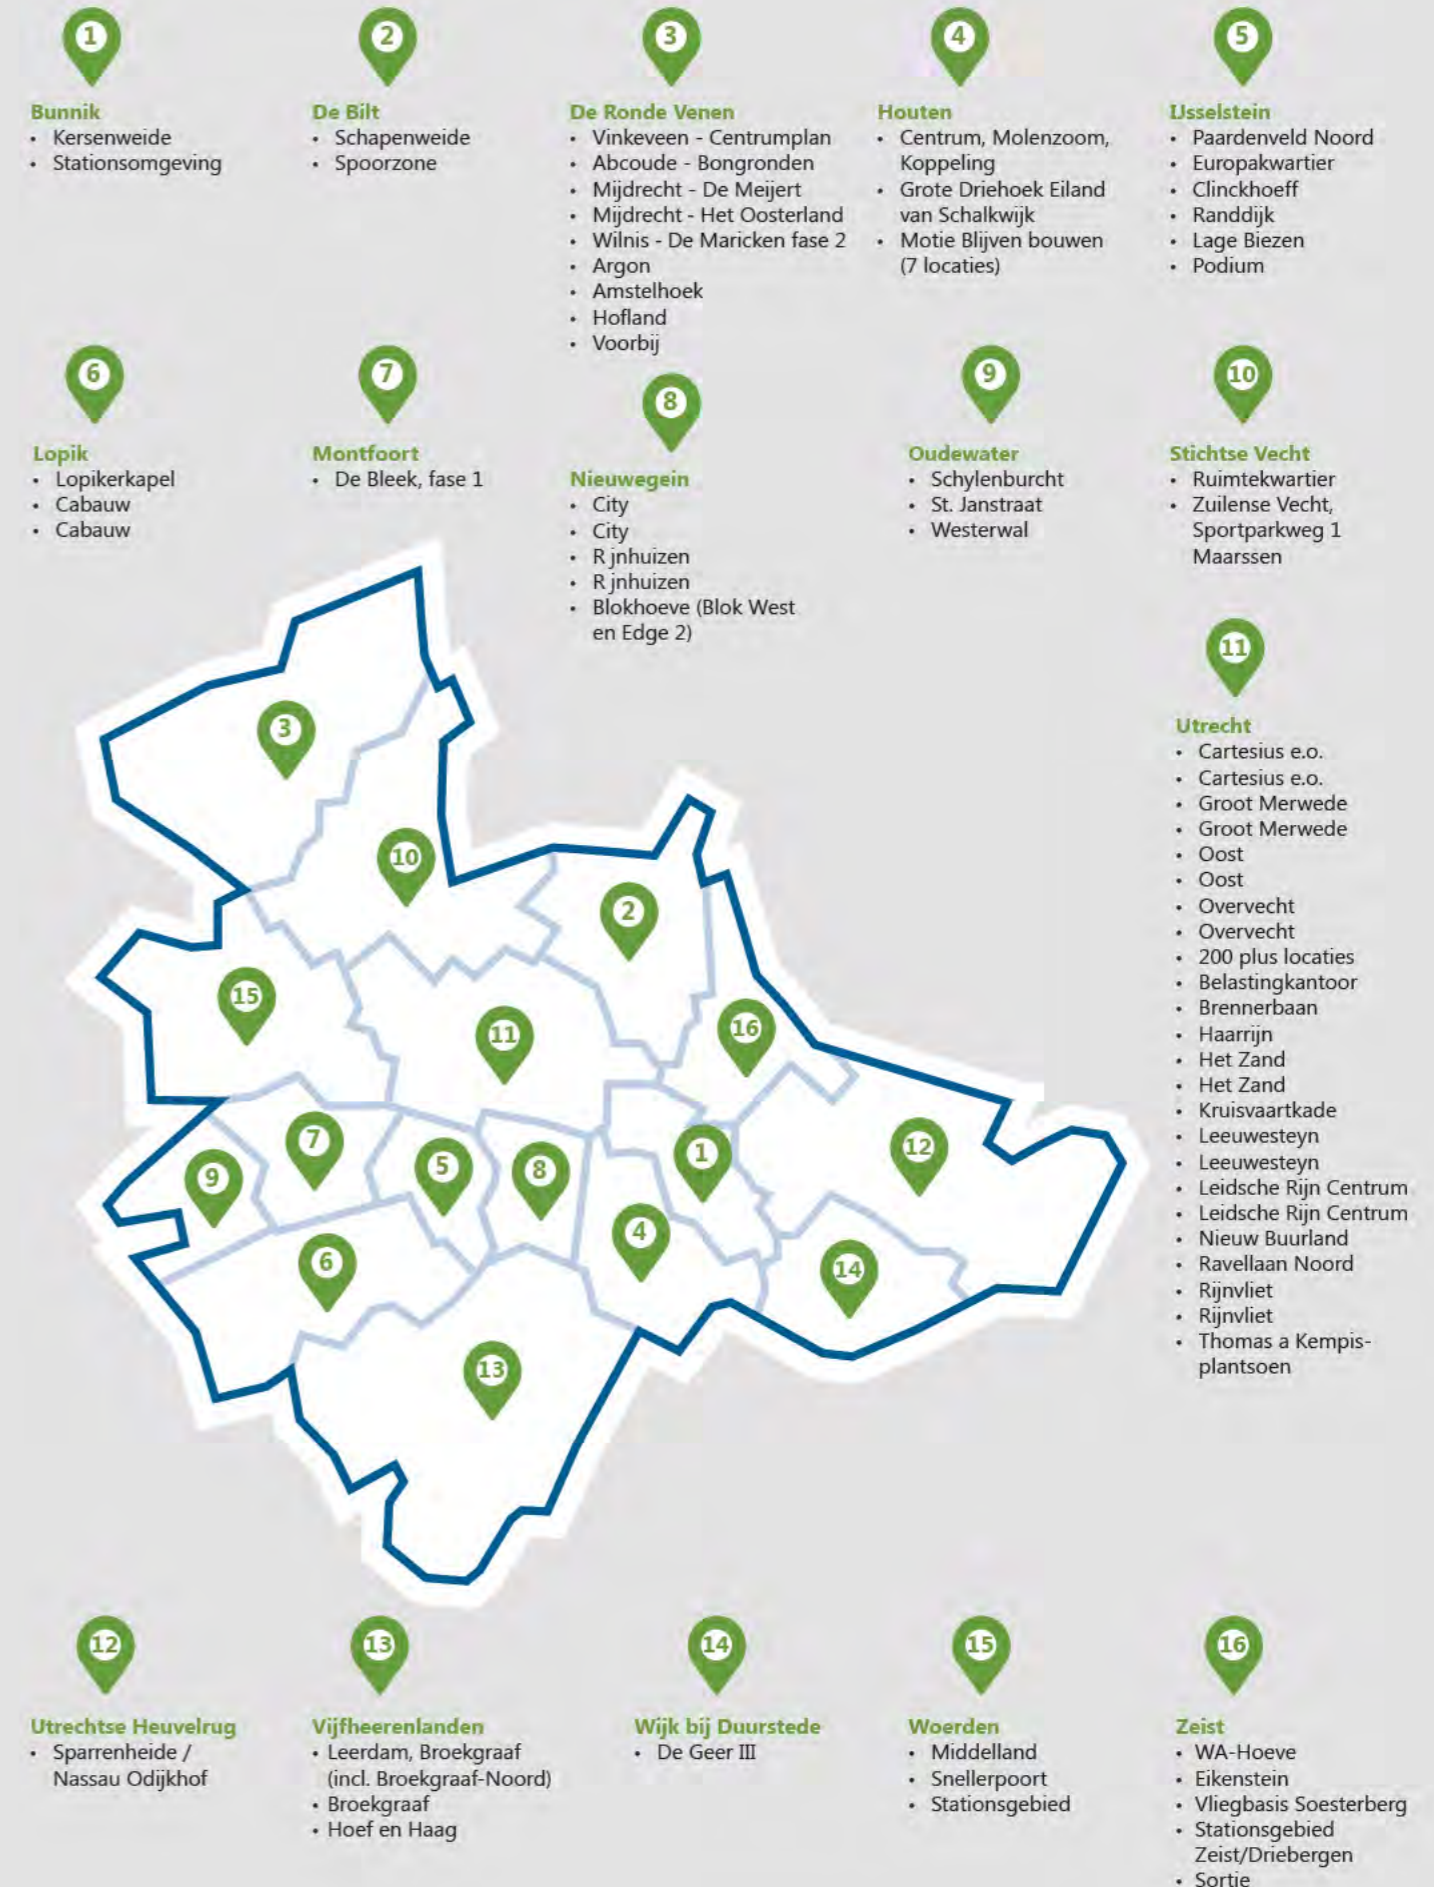 1
Bunnik
• Kersenweide
• Stationsomgeving
2
De Bilt
• Schapenweide
• Spoorzone
3
De Ronde Venen
• Vinkeveen - Centrumplan
• Abcoude - Bongronden
• Mijdrecht - De Meijert
• Mijdrecht - Het Oosterland
• Wilnis - De Maricken fase 2
• Argon
• Amstelhoek
• Hofland
• Voorbij
4
Houten
• Centrum, Molenzoom,
Koppeling
• Grote Driehoek Eiland
van Schalkwijk
• Motie Blijven bouwen
(7 locaties)
5
IJsselstein
• Paardenveld Noord
• Europakwartier
• Clinckhoeff
• Randdijk
• Lage Biezen
• Podium
6
Lopik
• Lopikerkapel
• Cabauw
• Cabauw
7
Montfoort
• De Bleek, fase 1
8
Nieuwegein
• City
• City
• R jnhuizen
• R jnhuizen
• Blokhoeve (Blok West
en Edge 2)
9
Oudewater
• Schylenburcht
• St. Janstraat
• Westerwal
10
Stichtse Vecht
• Ruimtekwartier
• Zuilense Vecht,
Sportparkweg 1
Maarssen
11
Utrecht
• Cartesius e.o.
• Cartesius e.o.
• Groot Merwede
• Groot Merwede
• Oost
• Oost
• Overvecht
• Overvecht
• 200 plus locaties
• Belastingkantoor
• Brennerbaan
• Haarrijn
• Het Zand
• Het Zand
• Kruisvaartkade
• Leeuwesteyn
• Leeuwesteyn
• Leidsche Rijn Centrum
• Leidsche Rijn Centrum
• Nieuw Buurland
• Ravellaan Noord
• Rijnvliet
• Rijnvliet
• Thomas a Kempis-
plantsoen
3
10
2
15
11
16
7
5
8
1
12
9
4
6
14
13
12
Utrechtse Heuvelrug
• Sparrenheide /
Nassau Odijkhof
13
Vijfheerenlanden
• Leerdam, Broekgraaf
(incl. Broekgraaf-Noord)
• Broekgraaf
• Hoef en Haag
14
Wijk bij Duurstede
• De Geer III
15
Woerden
• Middelland
• Snellerpoort
• Stationsgebied
16
Zeist
• WA-Hoeve
• Eikenstein
• Vliegbasis Soesterberg
• Stationsgebied
Zeist/Driebergen
• Sortie